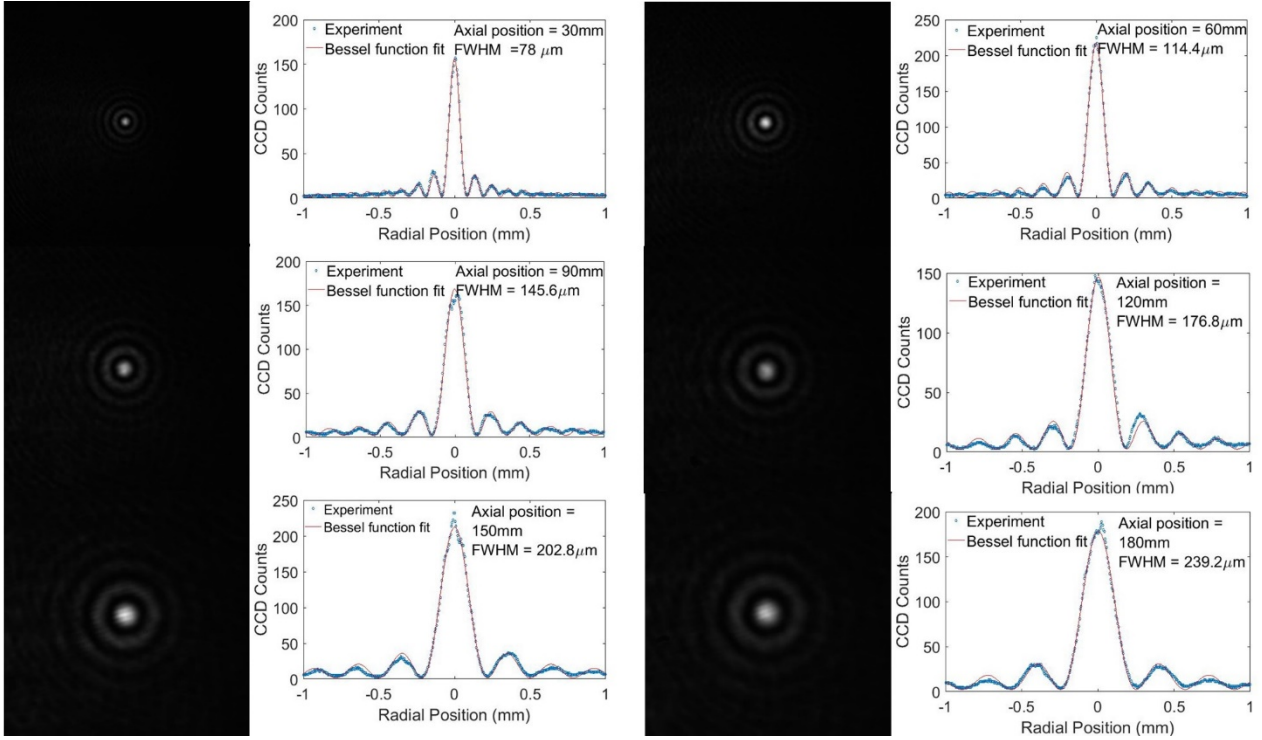 200
Experiment
Axial position = 30mm
Bessel function fit
FWHM =78 μm
150
100
50
0
-1 -0.5 0 0.5 1
Radial Position (mm)
CCD Counts
250
Experiment
Axial position = 60mm
Bessel function fit
FWHM = 114.4μm
200
150
100
50
0
-1 -0.5 0 0.5 1
Radial Position (mm)
CCD Counts
200
Experiment
Axial position = 90mm
Bessel function fit
FWHM = 145.6μm
150
100
50
0
-1 -0.5 0 0.5 1
Radial Position (mm)
CCD Counts
150
Experiment
Axial position =
Bessel function fit
120mm
FWHM = 176.8μm
100
50
0
-1 -0.5 0 0.5 1
Radial Position (mm)
CCD Counts
250
Experiment
Axial position =
Bessel function fit
150mm
FWHM = 202.8μm
200
150
100
50
0
-1 -0.5 0 0.5 1
Radial Position (mm)
CCD Counts
200
Experiment
Axial position =
Bessel function fit
180mm
FWHM = 239.2μm
150
100
50
0
-1 -0.5 0 0.5 1
Radial Position (mm)
CCD Counts